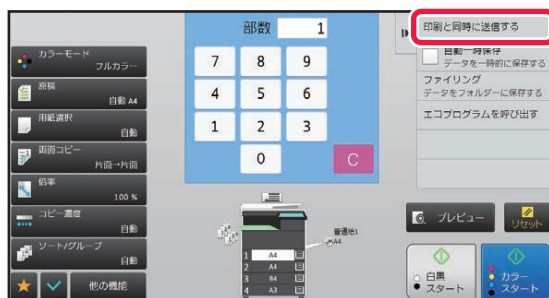 部数 1
カラーモード
フルカラー
原稿
自動 A4
用紙選択
自動
両面コピー
片面→片面
倍率
100 %
コピー濃度
自動
ソート/グループ
自動
他の機能
7 8 9
4 5 6
1 2 3
0 C
普通紙1
A4
1 A4
2 A4
3 B4
4 A3
印刷と同時に送信する
自動一時保存
データを一時的に保存する
ファイリング
データをフォルダーに保存する
エコプログラムを呼び出す
プレビュー
リセット
白黒
スタート
カラー
スタート